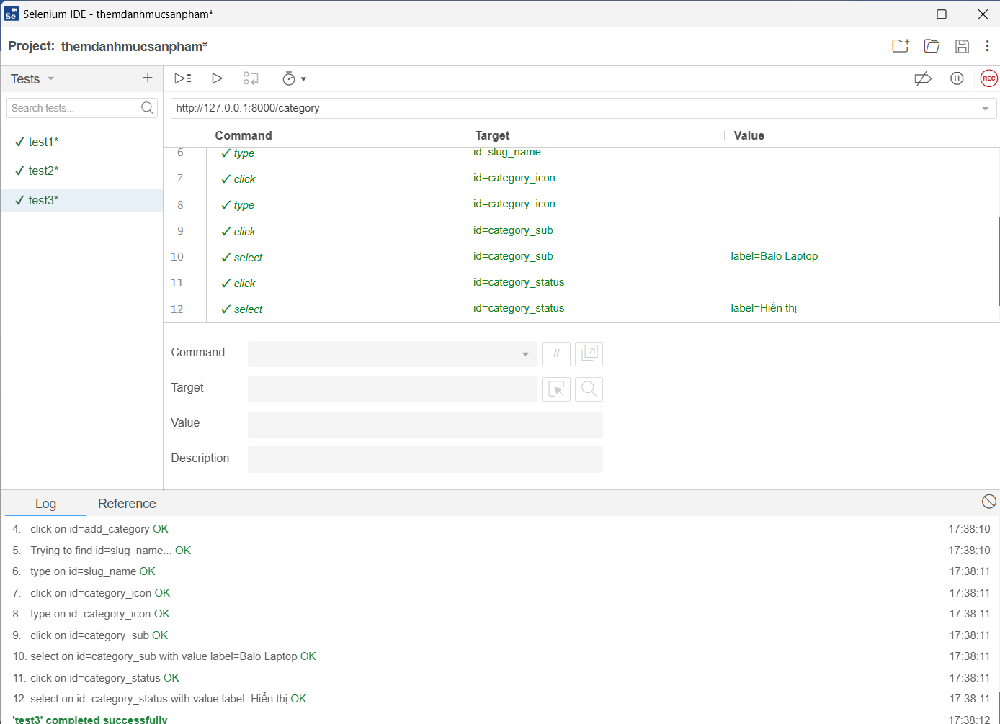 Selenium IDE - themdanhmucsanpham*
Project: themdanhmucsanpham*
Tests
Search tests...
✓ test1*
✓ test2*
✓ test3*
REC
http://127.0.0.1:8000/category
Command Target Value
6 ✓ type id=slug_name
7 ✓ click id=category_icon
8 ✓ type id=category_icon
9 ✓ click id=category_sub
10 ✓ select id=category_sub label=Balo Laptop
11 ✓ click id=category_status
12 ✓ select id=category_status label=Hiển thị
Command
//
Target
Value
Description
Log Reference
4. click on id=add_category OK 17:38:10
5. Trying to find id=slug_name... OK 17:38:10
6. type on id=slug_name OK 17:38:11
7. click on id=category_icon OK 17:38:11
8. type on id=category_icon OK 17:38:11
9. click on id=category_sub OK 17:38:11
10. select on id=category_sub with value label=Balo Laptop OK 17:38:11
11. click on id=category_status OK 17:38:11
12. select on id=category_status with value label=Hiển thị OK 17:38:11
'test3' completed successfully 17:38:12